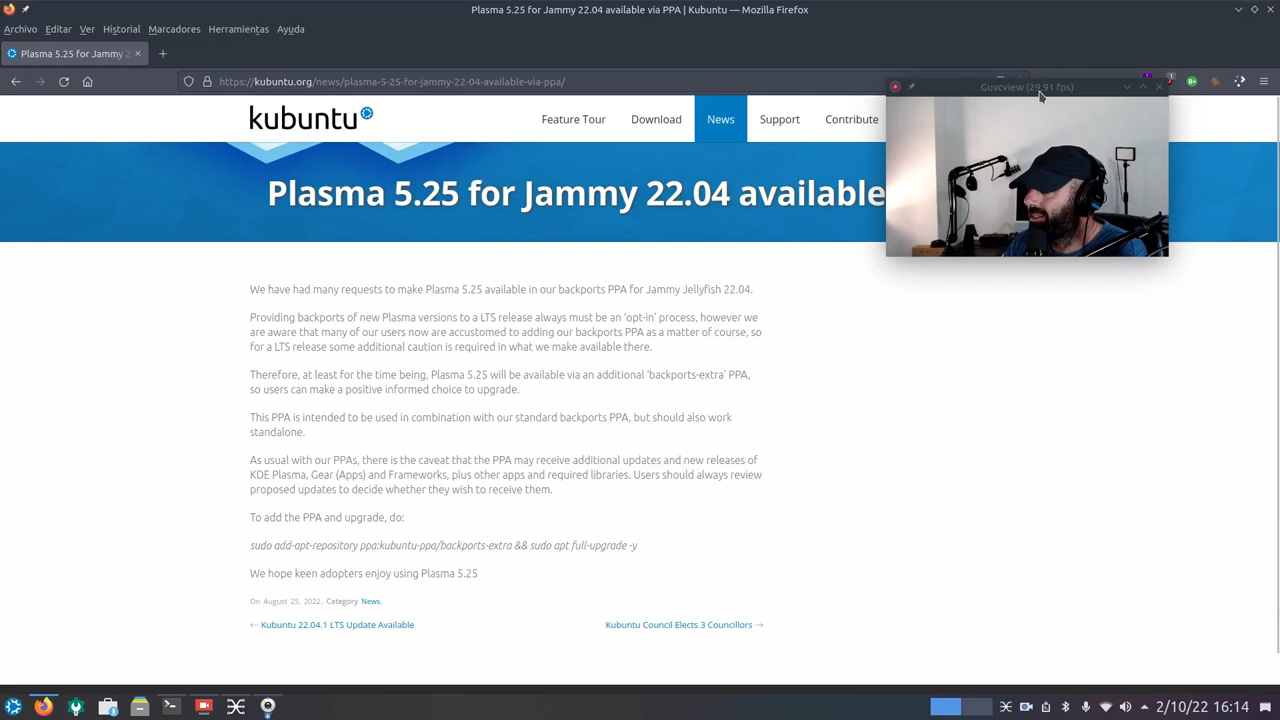 Plasma 5.25 for Jammy 22.04 available via PPA | Kubuntu — Mozilla Firefox
Archivo Editar Ver Historial Marcadores Herramientas Ayuda
Plasma 5.25 for Jammy 22
https://kubuntu.org/news/plasma-5-25-for-jammy-22-04-available-via-ppa/
Guvcview (29.91 fps)
kubuntu
Feature Tour Download News Support Contribute
Plasma 5.25 for Jammy 22.04 available
We have had many requests to make Plasma 5.25 available in our backports PPA for Jammy Jellyfish 22.04.
Providing backports of new Plasma versions to a LTS release always must be an ‘opt-in’ process, however we
are aware that many of our users now are accustomed to adding our backports PPA as a matter of course, so
for a LTS release some additional caution is required in what we make available there.
Therefore, at least for the time being, Plasma 5.25 will be available via an additional ‘backports-extra’ PPA,
so users can make a positive informed choice to upgrade.
This PPA is intended to be used in combination with our standard backports PPA, but should also work
standalone.
As usual with our PPAs, there is the caveat that the PPA may receive additional updates and new releases of
KDE Plasma, Gear (Apps) and Frameworks, plus other apps and required libraries. Users should always review
proposed updates to decide whether they wish to receive them.
To add the PPA and upgrade, do:
sudo add-apt-repository ppa:kubuntu-ppa/backports-extra && sudo apt full-upgrade -y
We hope keen adopters enjoy using Plasma 5.25
On August 25, 2022, Category News.
← Kubuntu 22.04.1 LTS Update Available
Kubuntu Council Elects 3 Councillors →
2/10/22 16:14